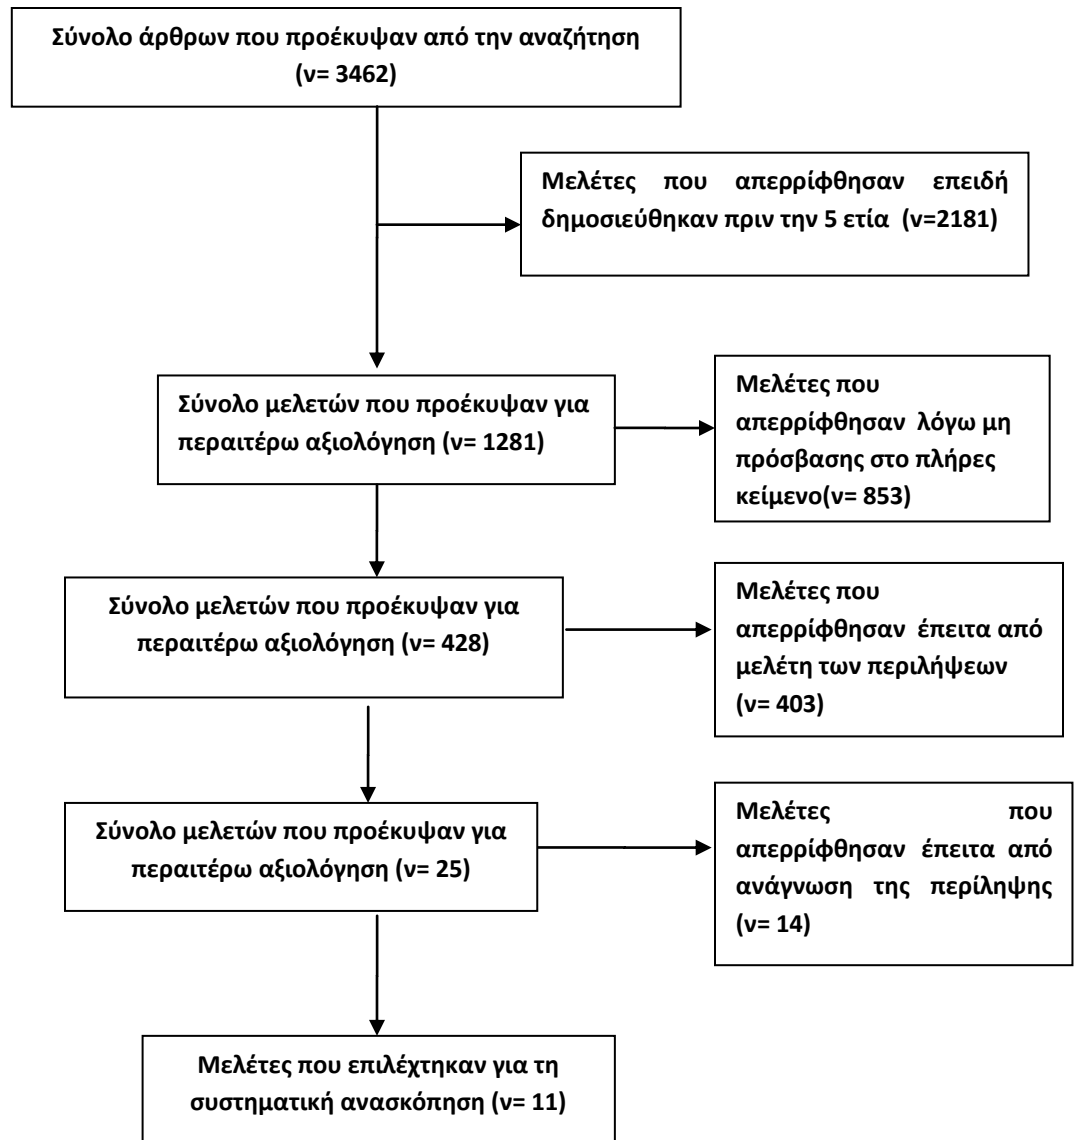 Σύνολο άρθρων που προέκυψαν από την αναζήτηση
(ν= 3462)
Μελέτες που απερρίφθησαν επειδή
δημοσιεύθηκαν πριν την 5 ετία (ν=2181)
Σύνολο μελετών που προέκυψαν για
περαιτέρω αξιολόγηση (ν= 1281)
Μελέτες που
απερρίφθησαν λόγω μη
πρόσβασης στο πλήρες
κείμενο(ν= 853)
Σύνολο μελετών που προέκυψαν για
περαιτέρω αξιολόγηση (ν= 428)
Μελέτες που
απερρίφθησαν έπειτα από
μελέτη των περιλήψεων
(ν= 403)
Σύνολο μελετών που προέκυψαν για
περαιτέρω αξιολόγηση (ν= 25)
Μελέτες που
απερρίφθησαν έπειτα από
ανάγνωση της περίληψης
(ν= 14)
Μελέτες που επιλέχτηκαν για τη
συστηματική ανασκόπηση (ν= 11)